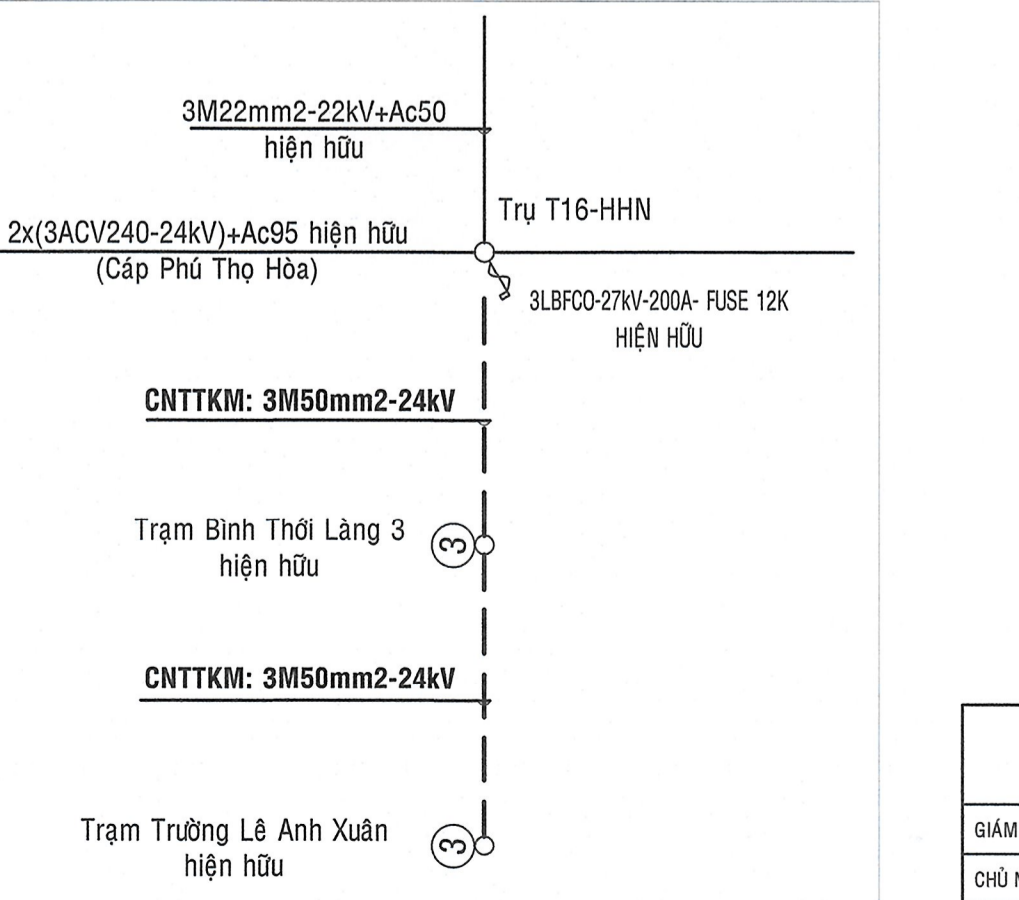 3M22mm2-22kV+Ac50
hiện hữu
Trụ T16-HHN
2x(3ACV240-24kV)+Ac95 hiện hữu
(Cáp Phú Thọ Hòa)
3LBFCO-27kV-200A- FUSE 12K
HIỆN HỮU
CNTTKM: 3M50mm2-24kV
Trạm Bình Thới Làng 3
hiện hữu
3
CNTTKM: 3M50mm2-24kV
Trạm Trường Lê Anh Xuân
hiện hữu
3
GIÁM
CHỦ